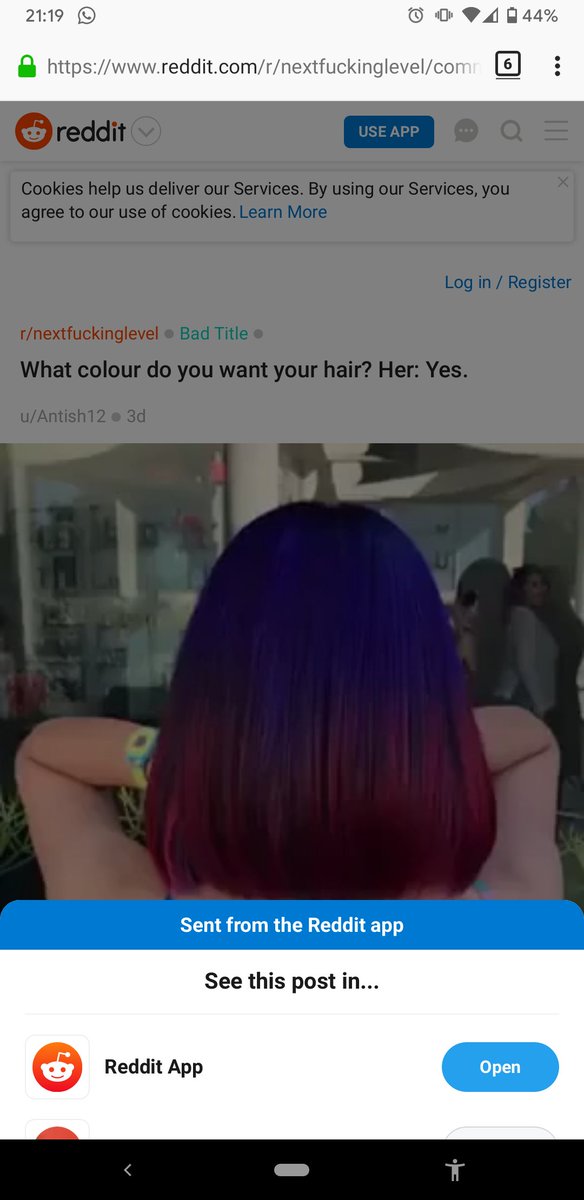 21:19 44%
https://www.reddit.com/r/nextfuckinglevel/comm 6
reddit USE APP
Cookies help us deliver our Services. By using our Services, you
agree to our use of cookies. Learn More
Log in / Register
r/nextfuckinglevel ● Bad Title ●
What colour do you want your hair? Her: Yes.
u/Antish12 ● 3d
Sent from the Reddit app
See this post in...
Reddit App Open